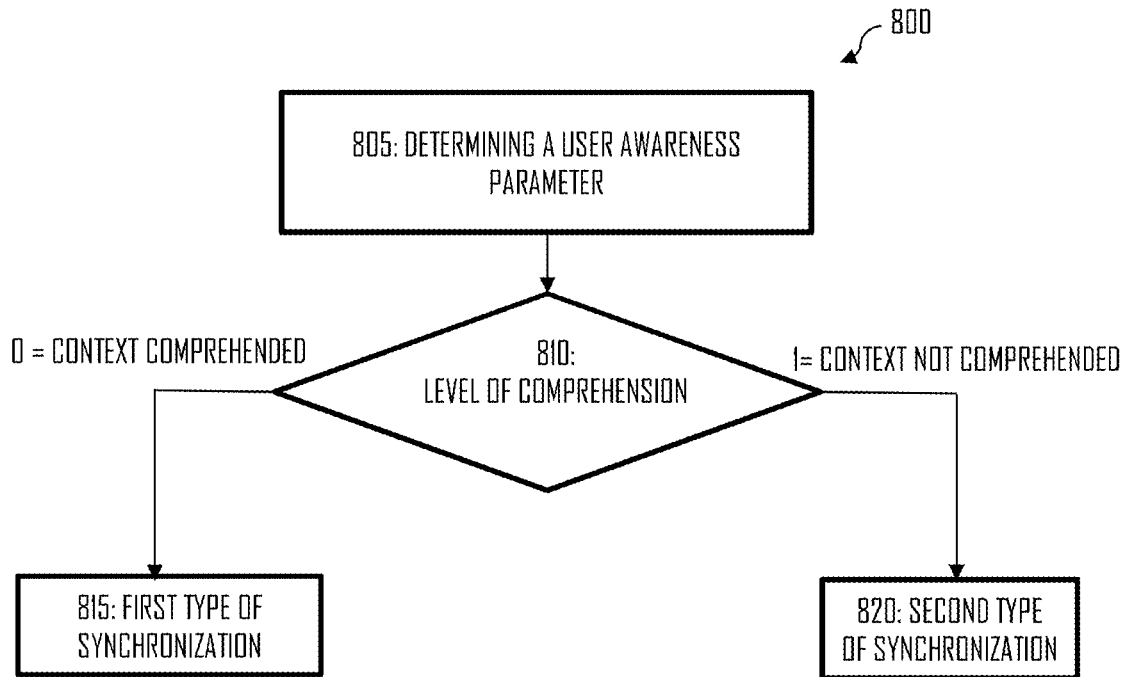 800
805: DETERMINING A USER AWARENESS
PARAMETER
0 = CONTEXT COMPREHENDED
810:
LEVEL OF COMPREHENSION
1= CONTEXT NOT COMPREHENDED
815: FIRST TYPE OF
SYNCHRONIZATION
820: SECOND TYPE
OF SYNCHRONIZATION